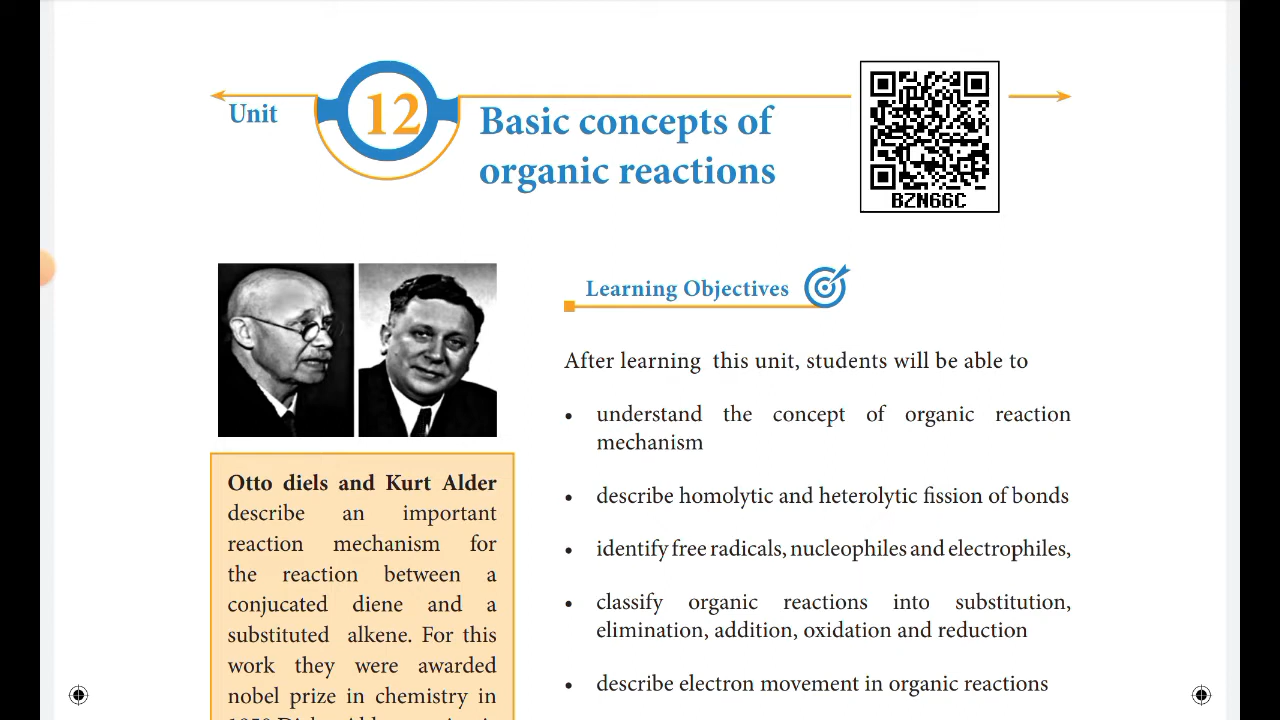 Unit
12
Basic concepts of
organic reactions
BZN66C
Learning Objectives
Otto diels and Kurt Alder
describe an important
reaction mechanism for
the reaction between a
conjucated diene and a
substituted alkene. For this
work they were awarded
nobel prize in chemistry in
After learning this unit, students will be able to
• understand the concept of organic reaction
mechanism
• describe homolytic and heterolytic fission of bonds
• identify free radicals, nucleophiles and electrophiles,
• classify organic reactions into substitution,
elimination, addition, oxidation and reduction
• describe electron movement in organic reactions